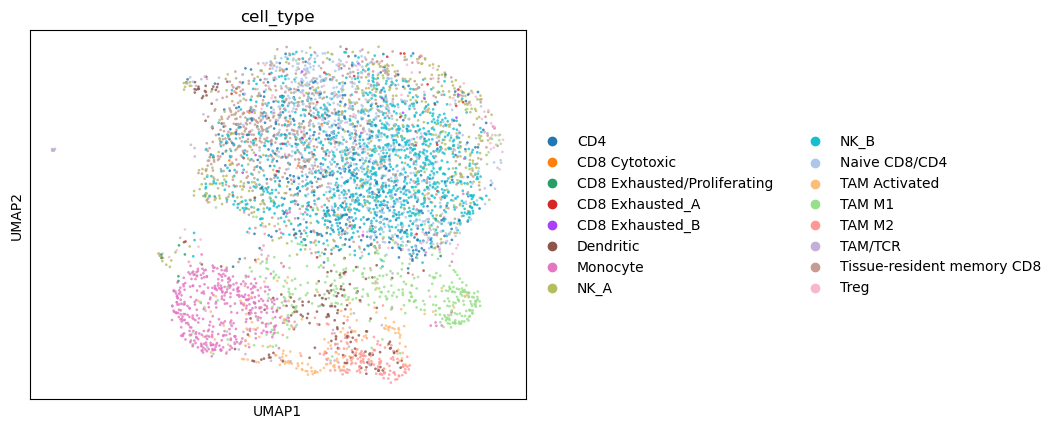 cell_type
UMAP2
UMAP1
CD4
CD8 Cytotoxic
CD8 Exhausted/Proliferating
CD8 Exhausted_A
CD8 Exhausted_B
Dendritic
Monocyte
NK_A
NK_B
Naive CD8/CD4
TAM Activated
TAM M1
TAM M2
TAM/TCR
Tissue-resident memory CD8
Treg